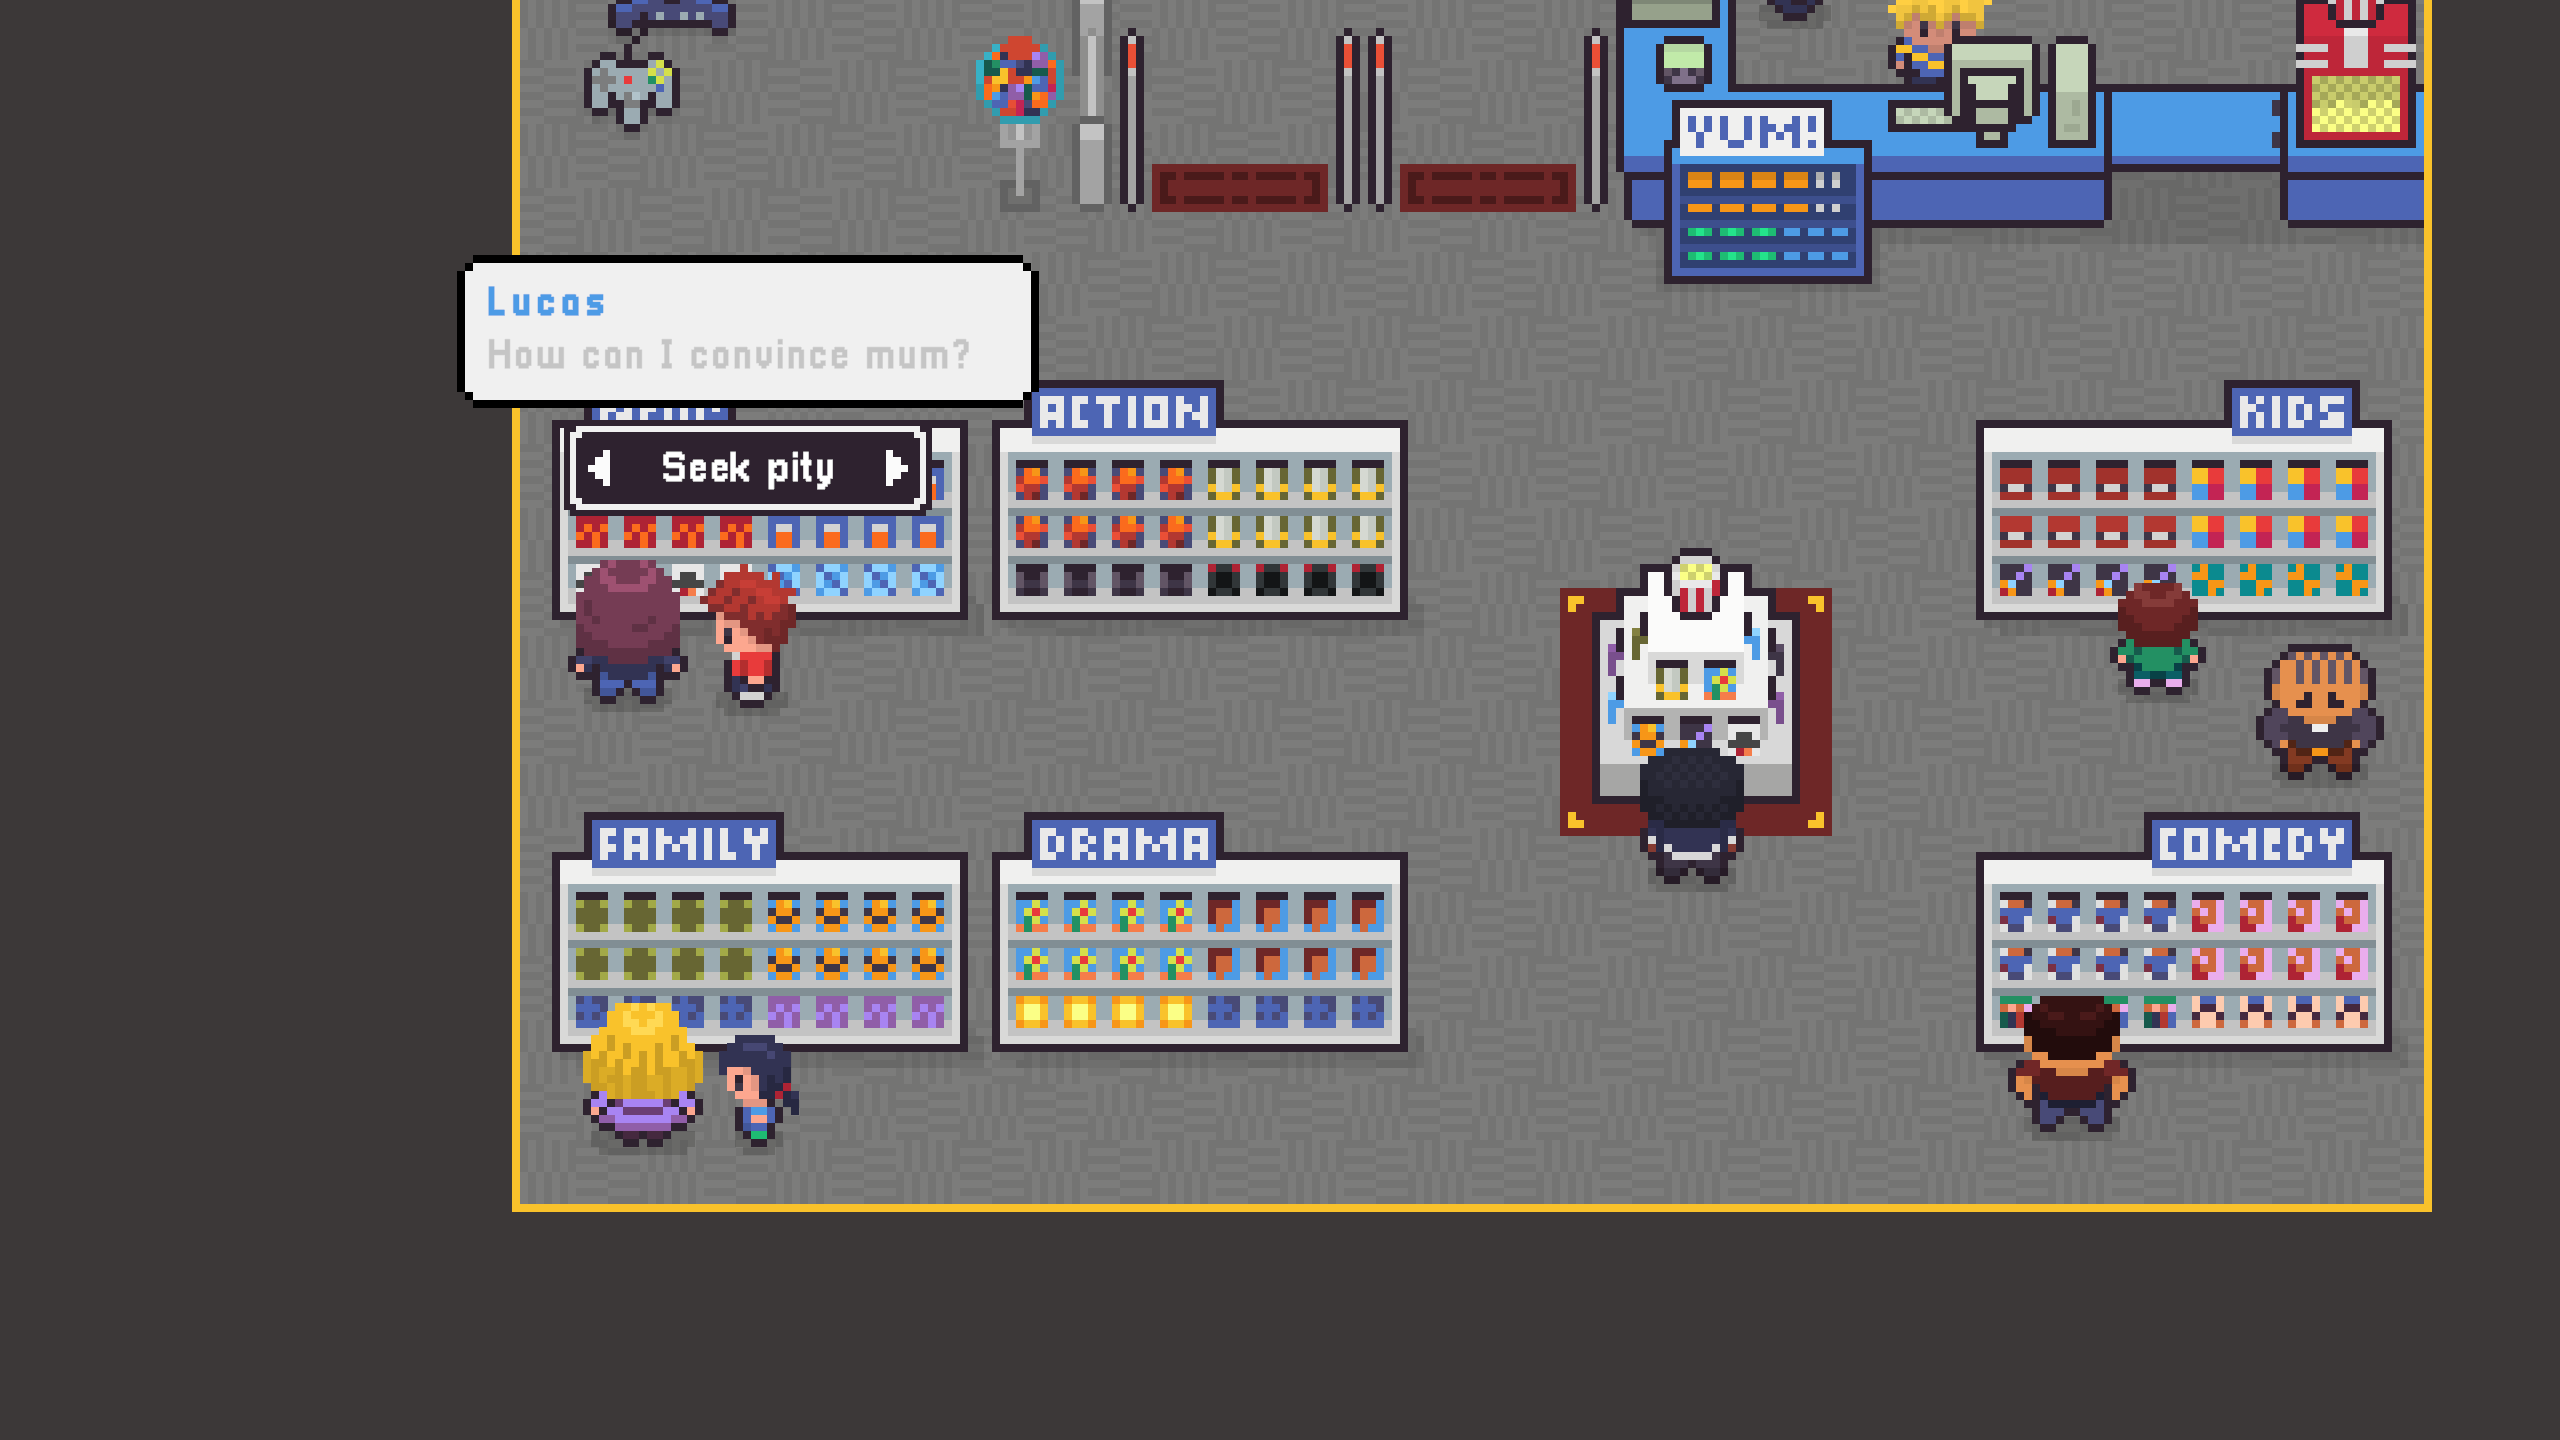 YUM!
Lucas
How can I convince mum?
Seek pity
ACTION
KIDS
FAMILY
DRAMA
COMEDY